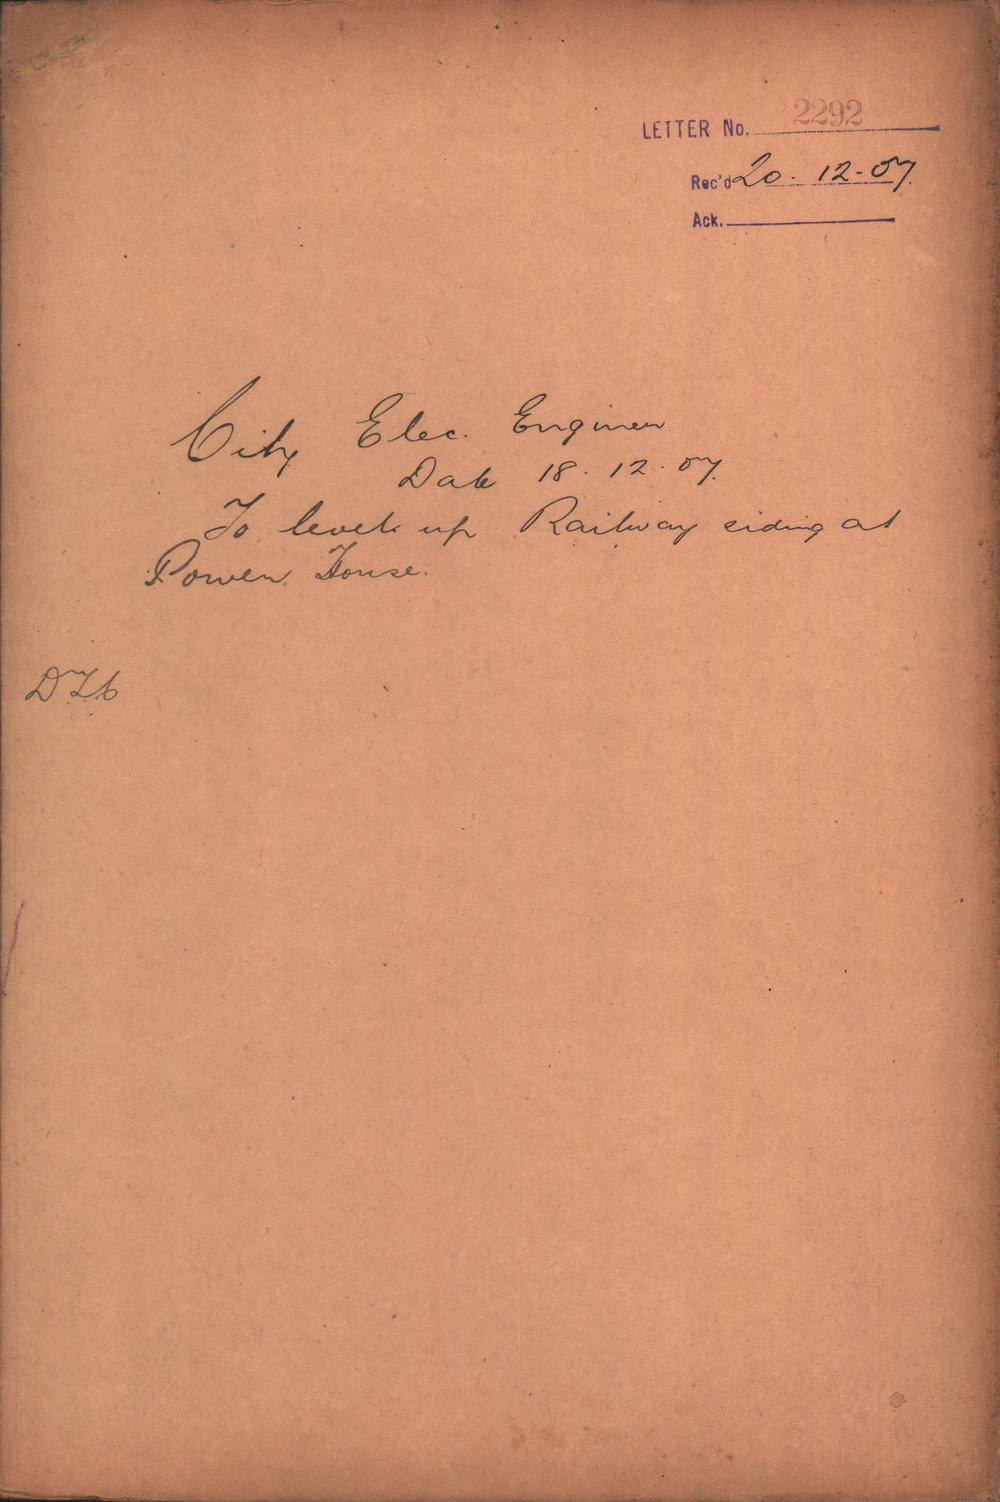 LETTER No. 2292
Rec'd 20. 12. 07.
Ack.
City Elec. Engineer
Date 18. 12. 07.
To level up Railway siding at
Power House.